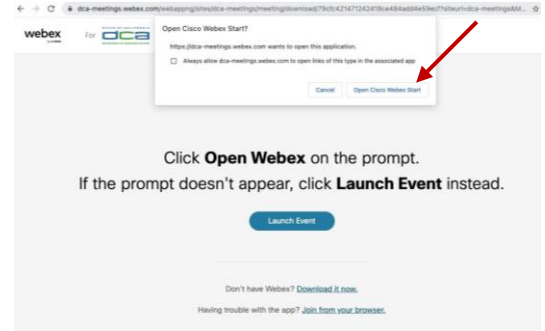 dca-meetings.webex.com/webappng/sites/dca-meetings/meeting/download/
webex
For
dca
Open Cisco Webex Start?
https://dca-meetings.webex.com wants to open this application.
Always allow dca-meetings.webex.com to open links of this type in the associated app
Cancel
Open Cisco Webex Start
Click Open Webex on the prompt.
If the prompt doesn't appear, click Launch Event instead.
Launch Event
Don't have Webex? Download it now.
Having trouble with the app? Join from your browser.